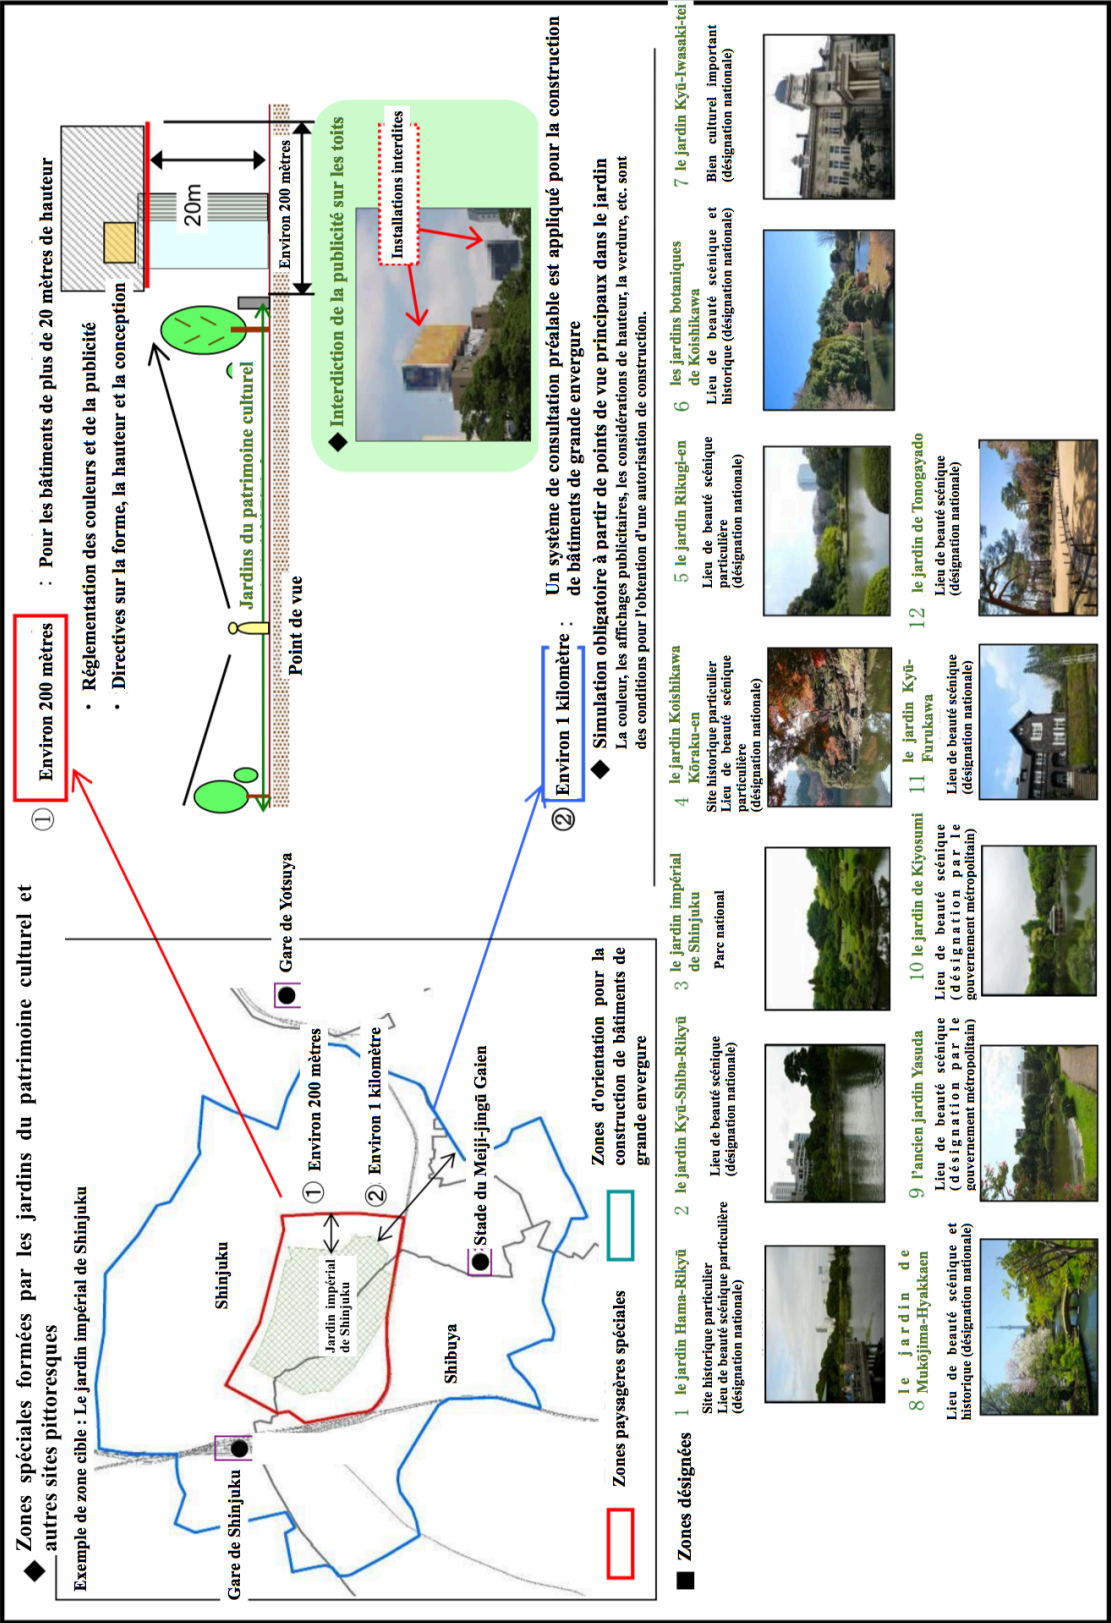 ◆ Zones spéciales formées par les jardins du patrimoine culturel et
autres sites pittoresques
Exemple de zone cible : Le jardin impérial de Shinjuku
Gare de Shinjuku
Shinjuku
Jardin impérial
de Shinjuku
Shibuya
① Environ 200 mètres
② Environ 1 kilomètre
Gare de Yotsuya
Stade du Meiji-jingū Gaien
Zones paysagères spéciales
Zones d'orientation pour la
construction de bâtiments de
grande envergure
① Environ 200 mètres : Pour les bâtiments de plus de 20 mètres de hauteur
・ Réglementation des couleurs et de la publicité
・ Directives sur la forme, la hauteur et la conception
20m
Environ 200 mètres
Jardins du patrimoine culturel
Point de vue
◆ Interdiction de la publicité sur les toits
Installations interdites
② Environ 1 kilomètre : Un système de consultation préalable est appliqué pour la construction
de bâtiments de grande envergure
◆ Simulation obligatoire à partir de points de vue principaux dans le jardin
La couleur, les affichages publicitaires, les considérations de hauteur, la verdure, etc. sont
des conditions pour l'obtention d'une autorisation de construction.
■ Zones désignées
1 le jardin Hama-Rikyū
Site historique particulier
Lieu de beauté scénique particulière
(désignation nationale)
2 le jardin Kyū-Shiba-Rikyū
Lieu de beauté scénique
(désignation nationale)
3 le jardin impérial
de Shinjuku
Parc national
4 le jardin Koishikawa
Kōraku-en
Site historique particulier
Lieu de beauté scénique
particulière
(désignation nationale)
5 le jardin Rikugi-en
Lieu de beauté scénique
particulière
(désignation nationale)
6 les jardins botaniques
de Koishikawa
Lieu de beauté scénique et
historique (désignation nationale)
7 le jardin Kyū-Iwasaki-tei
Bien culturel important
(désignation nationale)
8 le jardin de
Mukōjima-Hyakkaen
Lieu de beauté scénique et
historique (désignation nationale)
9 l'ancien jardin Yasuda
Lieu de beauté scénique
(désignation par le
gouvernement métropolitain)
10 le jardin de Kiyosumi
Lieu de beauté scénique
(désignation par le
gouvernement métropolitain)
11 le jardin Kyū-
Furukawa
Lieu de beauté scénique
(désignation nationale)
12 le jardin de Tonogayado
Lieu de beauté scénique
(désignation nationale)